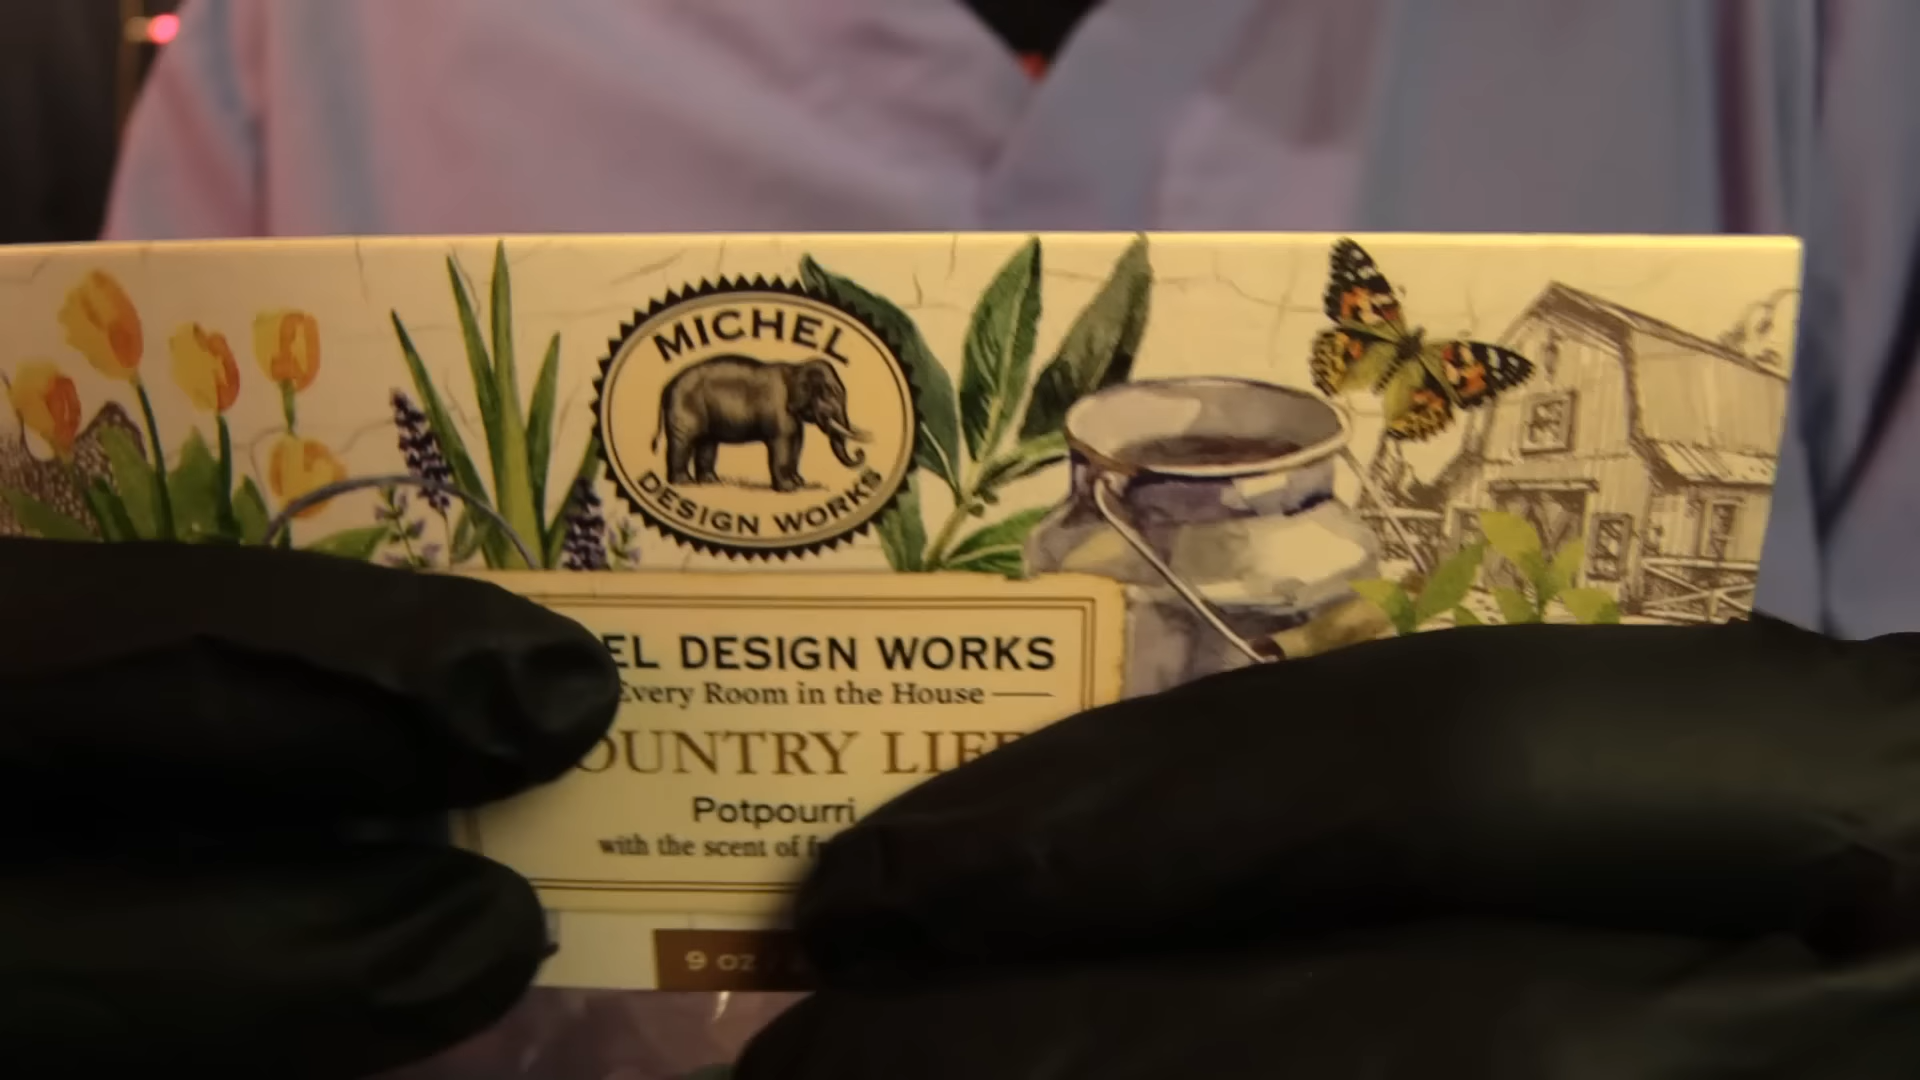 MICHEL
DESIGN WORKS
EL DESIGN WORKS
Every Room in the House
OUNTRY LIFE
Potpourri
with the scent of
9 oz